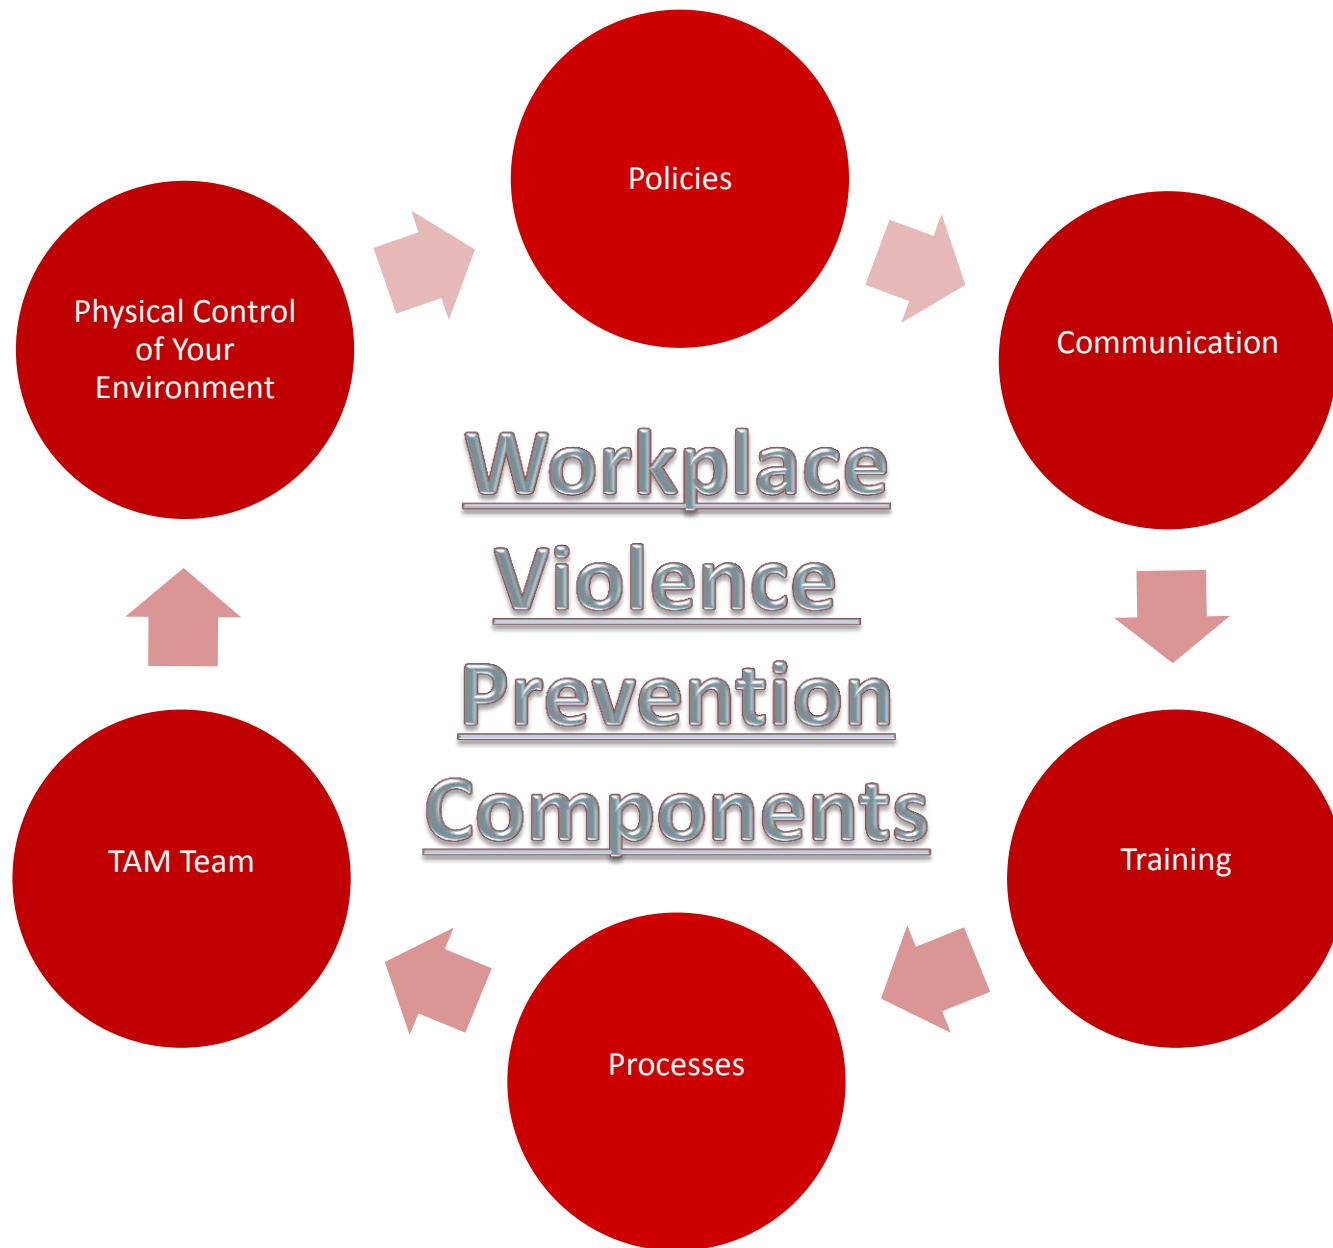 Policies
Communication
Training
Processes
TAM Team
Physical Control
of Your
Environment
Workplace
Violence
Prevention
Components